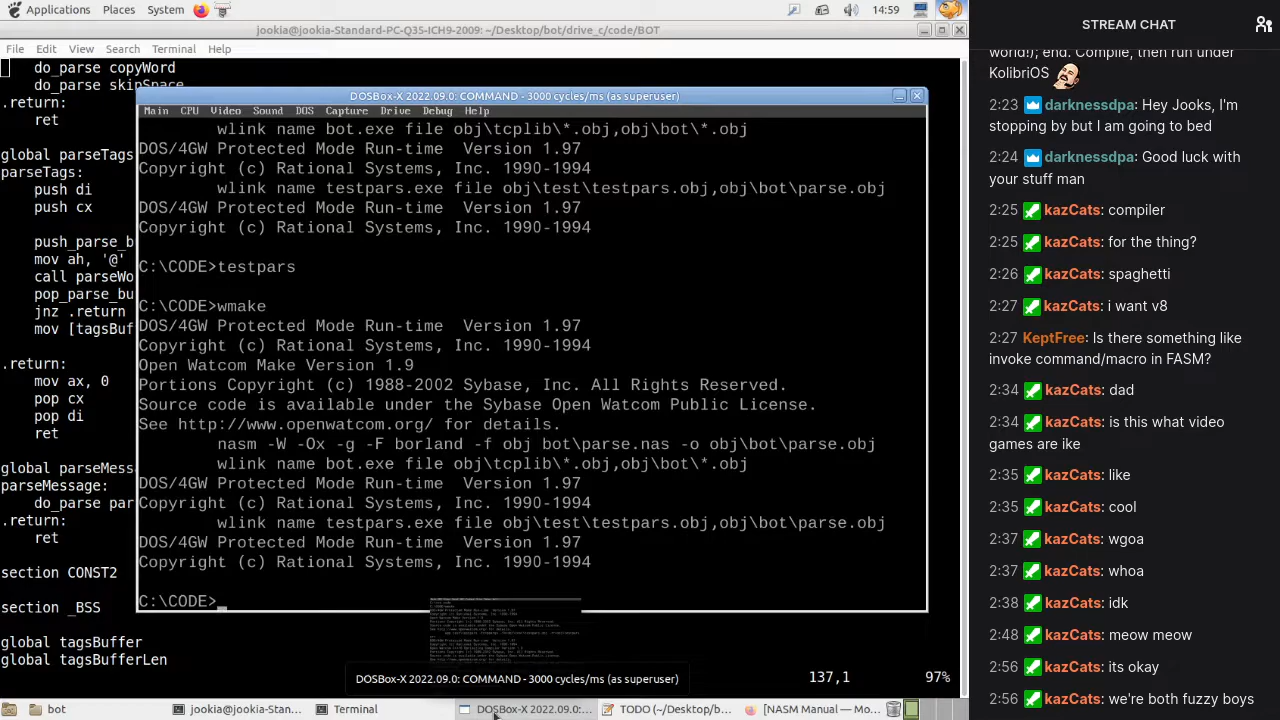 Applications Places System 14:59
jookia@jookia-Standard-PC-Q35-ICH9-2009: ~/Desktop/bot/drive_c/code/BOT
File Edit View Search Terminal Help
do_parse copyWord
do_parse skipSpace
.return:
ret
global parseTags
parseTags:
push di
push cx
push_parse_b
mov ah, '@'
call parseWo
pop_parse_bu
jnz .return
mov [tagsBuf
.return:
mov ax, 0
pop cx
pop di
ret
global parseMess
parseMessage:
do_parse par
.return:
ret
section CONST2
section _BSS
DOSBox-X 2022.09.0: COMMAND - 3000 cycles/ms (as superuser)
Main CPU Video Sound DOS Capture Drive Debug Help
wlink name bot.exe file obj\tcplib\*.obj,obj\bot\*.obj
DOS/4GW Protected Mode Run-time Version 1.97
Copyright (c) Rational Systems, Inc. 1990-1994
wlink name testpars.exe file obj\test\testpars.obj,obj\bot\parse.obj
DOS/4GW Protected Mode Run-time Version 1.97
Copyright (c) Rational Systems, Inc. 1990-1994
C:\CODE>testpars
C:\CODE>wmake
DOS/4GW Protected Mode Run-time Version 1.97
Copyright (c) Rational Systems, Inc. 1990-1994
Open Watcom Make Version 1.9
Portions Copyright (c) 1988-2002 Sybase, Inc. All Rights Reserved.
Source code is available under the Sybase Open Watcom Public License.
See http://www.openwatcom.org/ for details.
nasm -W -Ox -g -F borland -f obj bot\parse.nas -o obj\bot\parse.obj
wlink name bot.exe file obj\tcplib\*.obj,obj\bot\*.obj
DOS/4GW Protected Mode Run-time Version 1.97
Copyright (c) Rational Systems, Inc. 1990-1994
wlink name testpars.exe file obj\test\testpars.obj,obj\bot\parse.obj
DOS/4GW Protected Mode Run-time Version 1.97
Copyright (c) Rational Systems, Inc. 1990-1994
C:\CODE>_
DOSBox-X 2022.09.0: COMMAND - 3000 cycles/ms (as superuser)
137,1 97%
bot jookia@jookia-Stan... Termin DOSBox-X 2022.09.0:... TODO (~/Desktop/b... [NASM Manual — Mo...
STREAM CHAT
world!); end. Compile, then run under
KolibriOS
2:23 darknessdpa: Hey Jooks, I'm
stopping by but I am going to bed
2:24 darknessdpa: Good luck with
your stuff man
2:25 kazCats: compiler
2:25 kazCats: for the thing?
2:26 kazCats: spaghetti
2:27 kazCats: i want v8
2:27 KeptFree: Is there something like
invoke command/macro in FASM?
2:34 kazCats: dad
2:34 kazCats: is this what video
games are ike
2:35 kazCats: like
2:35 kazCats: cool
2:37 kazCats: wgoa
2:37 kazCats: whoa
2:38 kazCats: idk
2:49 kazCats: moo cow/
2:56 kazCats: its okay
2:56 kazCats: we're both fuzzy boys